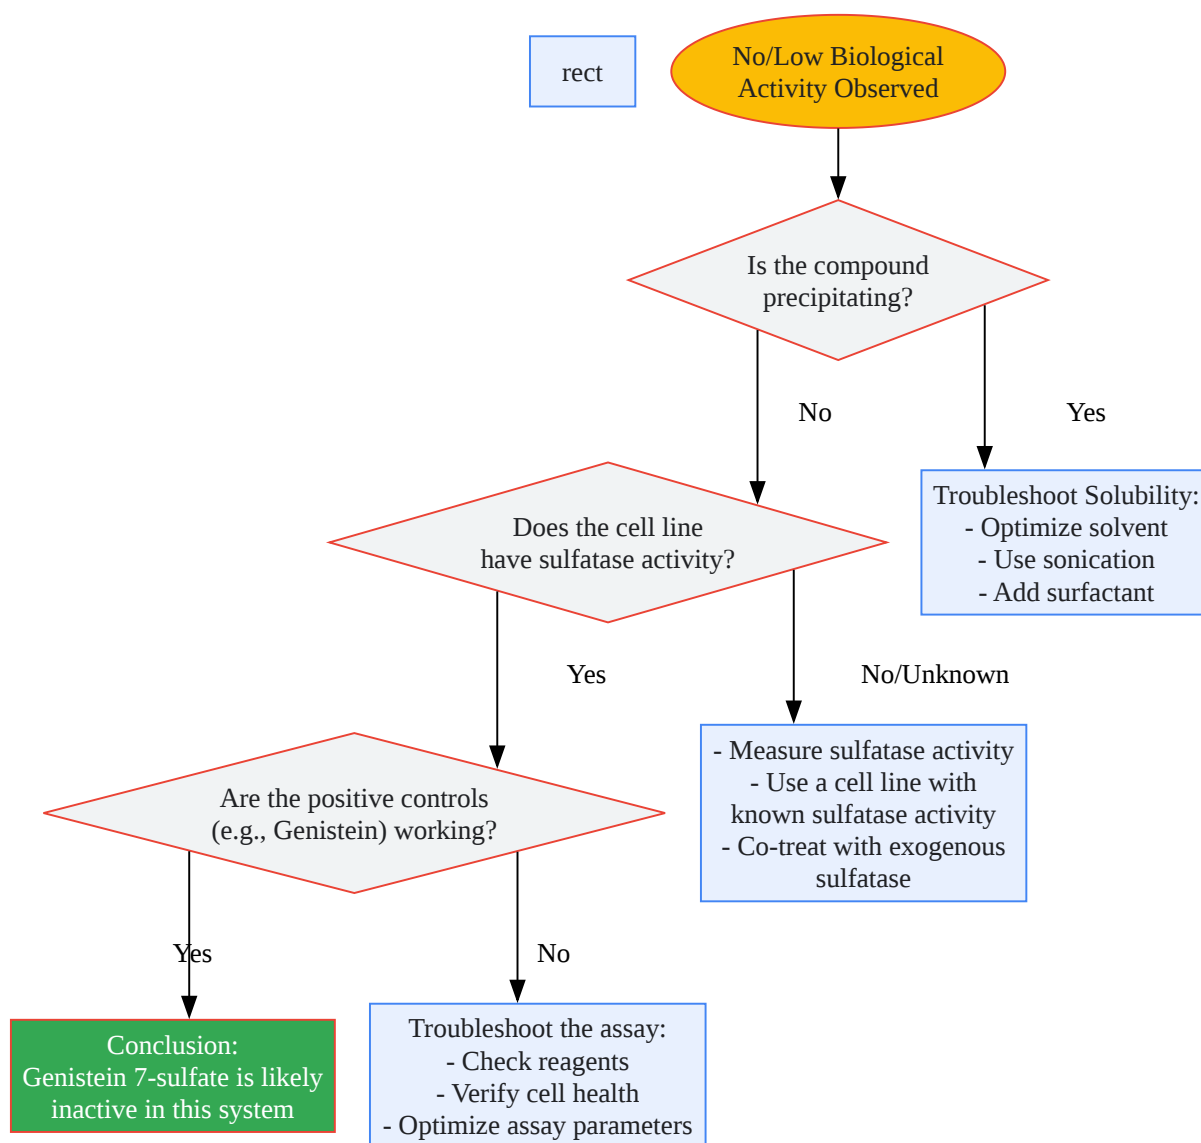 rect
No/Low Biological
Activity Observed
Is the compound
precipitating?
No
Yes
Troubleshoot Solubility:
- Optimize solvent
- Use sonication
- Add surfactant
Does the cell line
have sulfatase activity?
Yes
No/Unknown
- Measure sulfatase activity
- Use a cell line with
known sulfatase activity
- Co-treat with exogenous
sulfatase
Are the positive controls
(e.g., Genistein) working?
Yes
No
Conclusion:
Genistein 7-sulfate is likely
inactive in this system
Troubleshoot the assay:
- Check reagents
- Verify cell health
- Optimize assay parameters